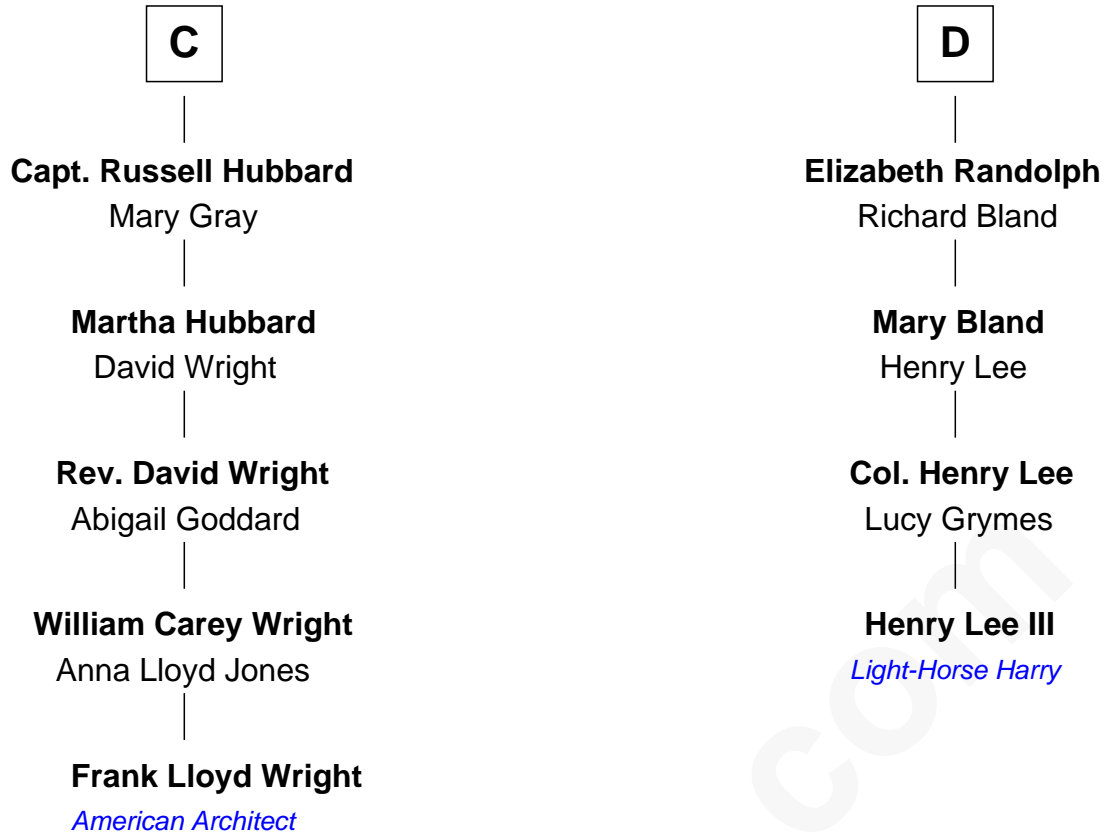 C
Capt. Russell Hubbard
Mary Gray
Martha Hubbard
David Wright
Rev. David Wright
Abigail Goddard
William Carey Wright
Anna Lloyd Jones
Frank Lloyd Wright
American Architect
D
Elizabeth Randolph
Richard Bland
Mary Bland
Henry Lee
Col. Henry Lee
Lucy Grymes
Henry Lee III
Light-Horse Harry
com